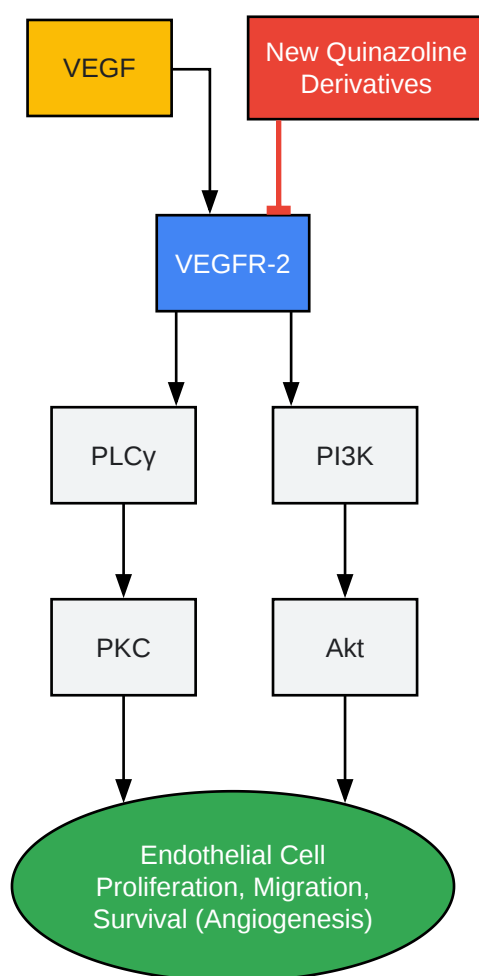 VEGF
New Quinazoline
Derivatives
VEGFR-2
PLCγ
PI3K
PKC
Akt
Endothelial Cell
Proliferation, Migration,
Survival (Angiogenesis)